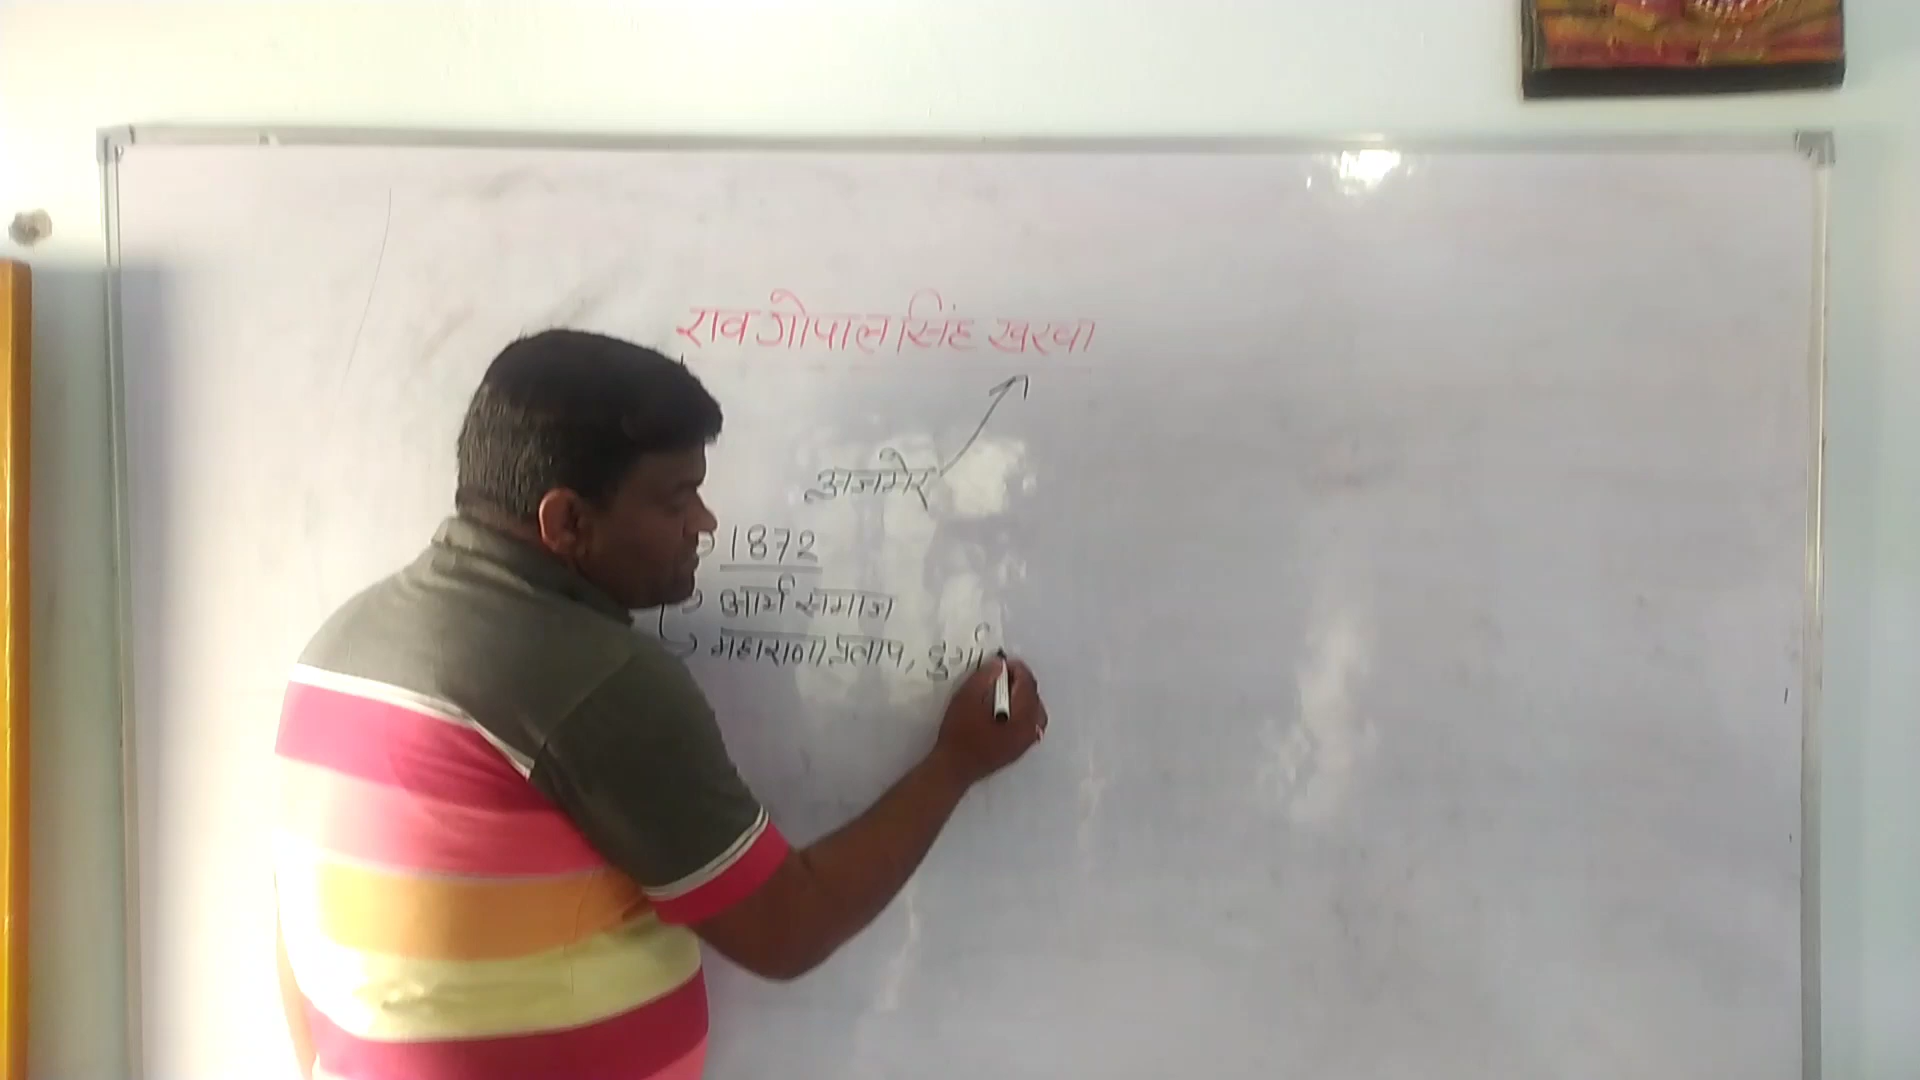 राव गोपाल सिंह खरवा
अजमेर
1872
आर्य समाज
महाराणा प्रताप, दुर्गा